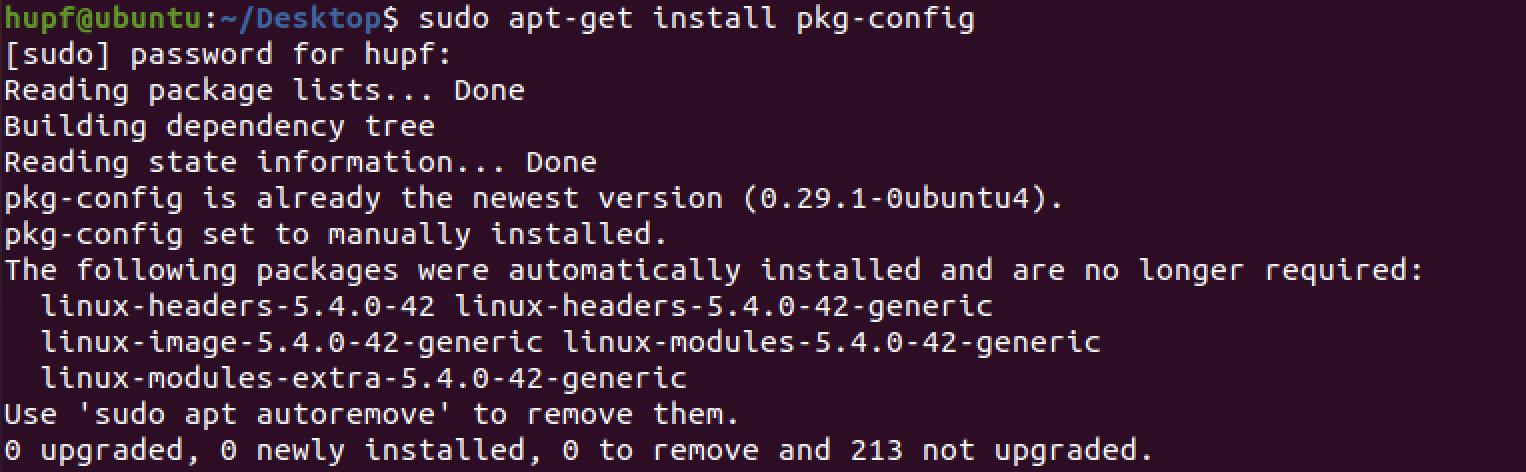 hupf@ubuntu:~/Desktop$ sudo apt-get install pkg-config
[sudo] password for hupf:
Reading package lists... Done
Building dependency tree
Reading state information... Done
pkg-config is already the newest version (0.29.1-0ubuntu4).
pkg-config set to manually installed.
The following packages were automatically installed and are no longer required:
  linux-headers-5.4.0-42 linux-headers-5.4.0-42-generic
  linux-image-5.4.0-42-generic linux-modules-5.4.0-42-generic
  linux-modules-extra-5.4.0-42-generic
Use 'sudo apt autoremove' to remove them.
0 upgraded, 0 newly installed, 0 to remove and 213 not upgraded.